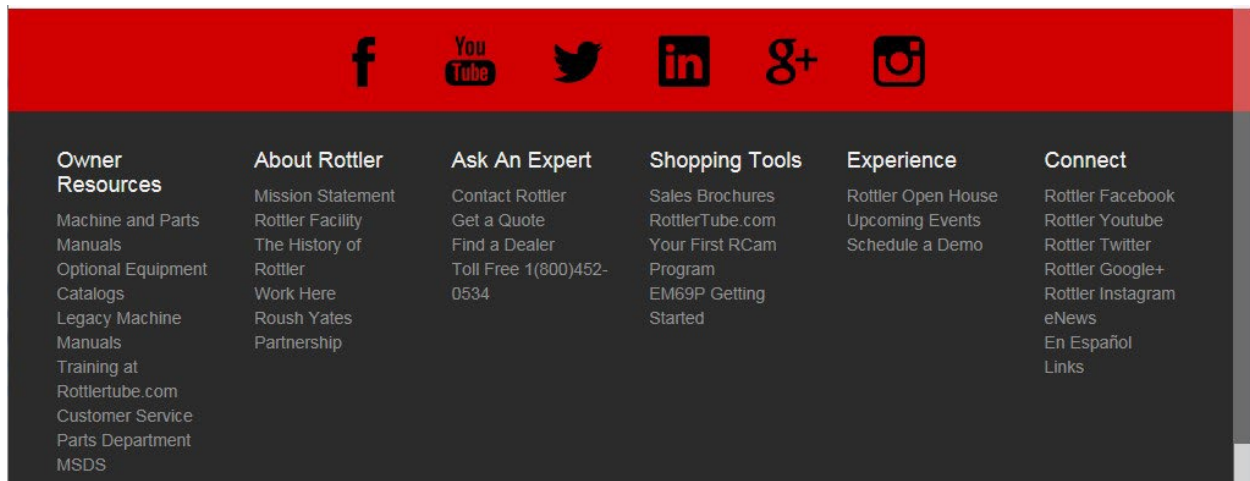 f
You
Tube
in
g+
Owner
Resources
Machine and Parts
Manuals
Optional Equipment
Catalogs
Legacy Machine
Manuals
Training at
Rottlertube.com
Customer Service
Parts Department
MSDS
About Rottler
Mission Statement
Rottler Facility
The History of
Rottler
Work Here
Roush Yates
Partnership
Ask An Expert
Contact Rottler
Get a Quote
Find a Dealer
Toll Free 1(800)452-
0534
Shopping Tools
Sales Brochures
RottlerTube.com
Your First RCam
Program
EM69P Getting
Started
Experience
Rottler Open House
Upcoming Events
Schedule a Demo
Connect
Rottler Facebook
Rottler Youtube
Rottler Twitter
Rottler Google+
Rottler Instagram
eNews
En Español
Links